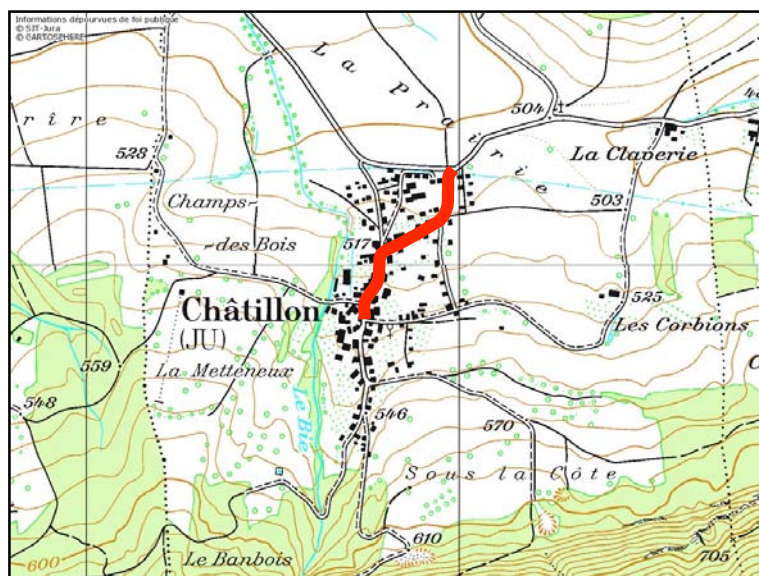 Informations dépourvues de foi publique
© SIT-Jura
© CARTOSPHERE
La Prairie
504
rîre
528
La Claverie
Champs-
503
-des Bois
517
Châtillon
(JU)
525
Les Corbions
La Metteneux
559
548
Le Bie
546
570
Sous la Côte
610
600
Le Banbois
705